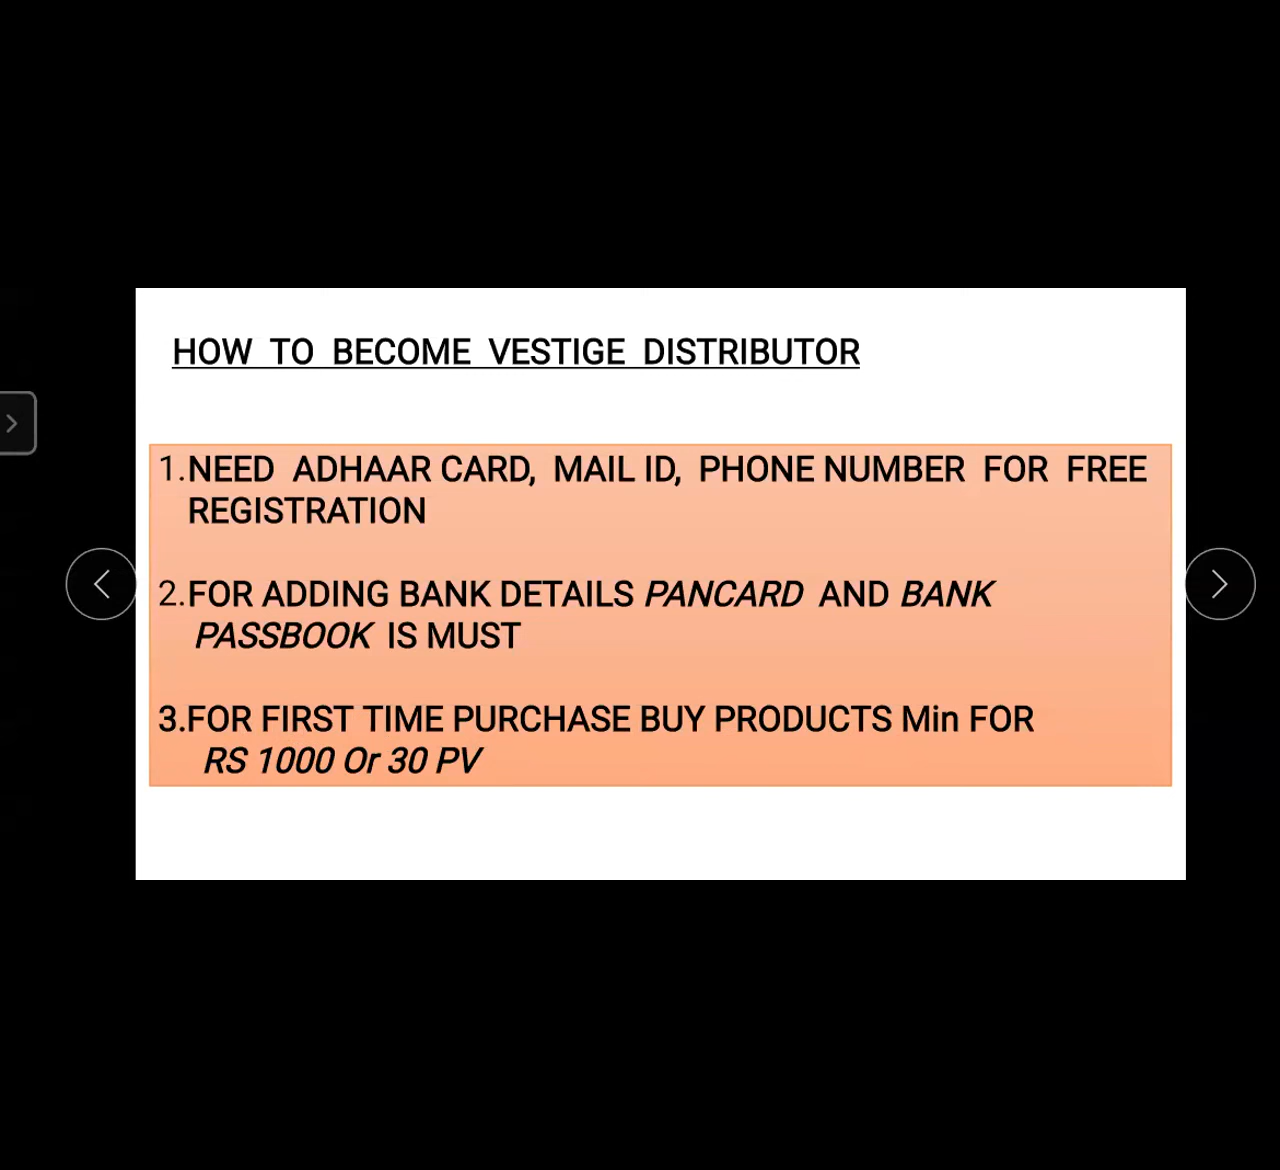 HOW TO BECOME VESTIGE DISTRIBUTOR
1.NEED ADHAAR CARD, MAIL ID, PHONE NUMBER FOR FREE
REGISTRATION
2.FOR ADDING BANK DETAILS PANCARD AND BANK
PASSBOOK IS MUST
3.FOR FIRST TIME PURCHASE BUY PRODUCTS Min FOR
RS 1000 Or 30 PV